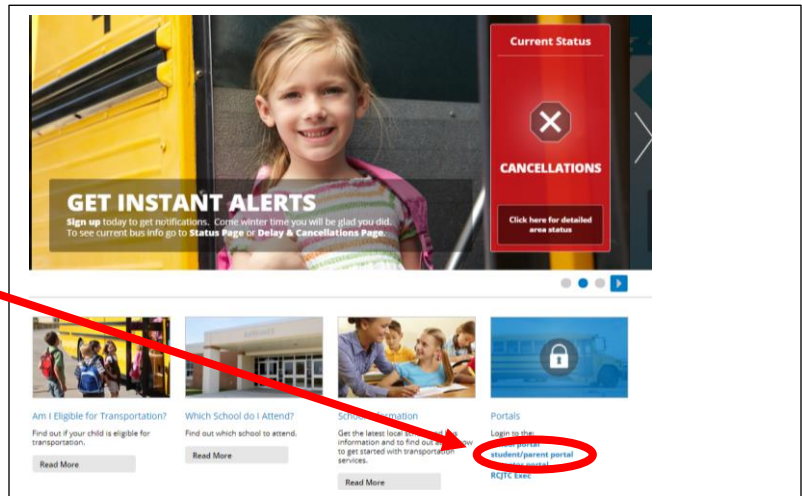 Current Status
CANCELLATIONS
Click here for detailed
area status
GET INSTANT ALERTS
Sign up today to get notifications. Come winter time you will be glad you did.
To see current bus info go to Status Page or Delay & Cancellations Page.
Am I Eligible for Transportation?
Find out if your child is eligible for
transportation.
Read More
Which School do I Attend?
Find out which school to attend.
Read More
School Information
Get the latest local
information and to find out how
to get started with transportation
services.
Read More
Portals
Login to the:
portal
student/parent portal
portal
RCJTC Exec